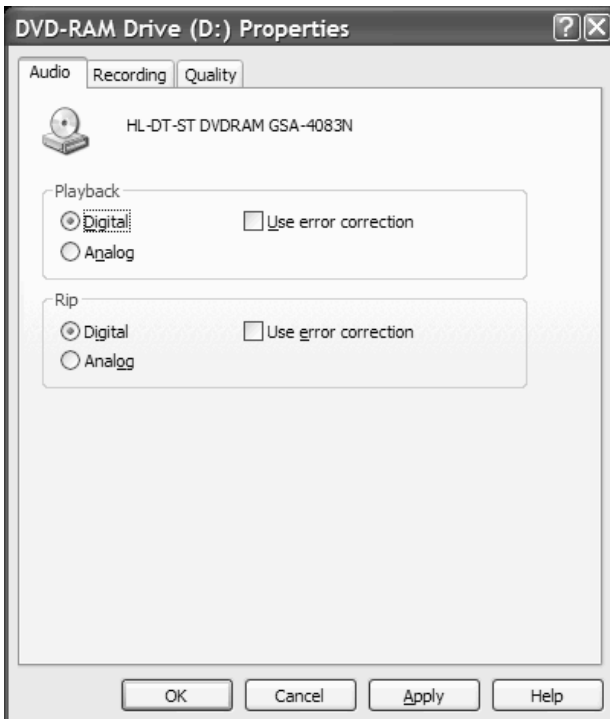 DVD-RAM Drive (D:) Properties
Audio Recording Quality
HL-DT-ST DVDRAM GSA-4083N
Playback
Digital Use error correction
Analog
Rip
Digital Use error correction
Analog
OK Cancel Apply Help